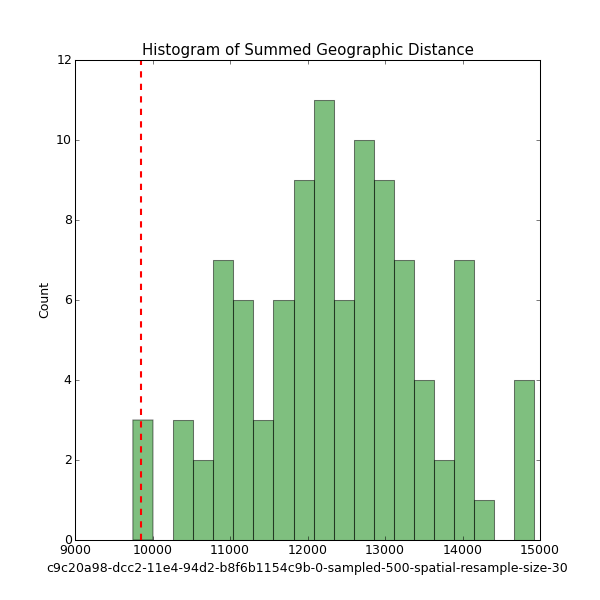 Histogram of Summed Geographic Distance
12
10
8
6
4
2
0
Count
9000 10000 11000 12000 13000 14000 15000
c9c20a98-dcc2-11e4-94d2-b8f6b1154c9b-0-sampled-500-spatial-resample-size-30